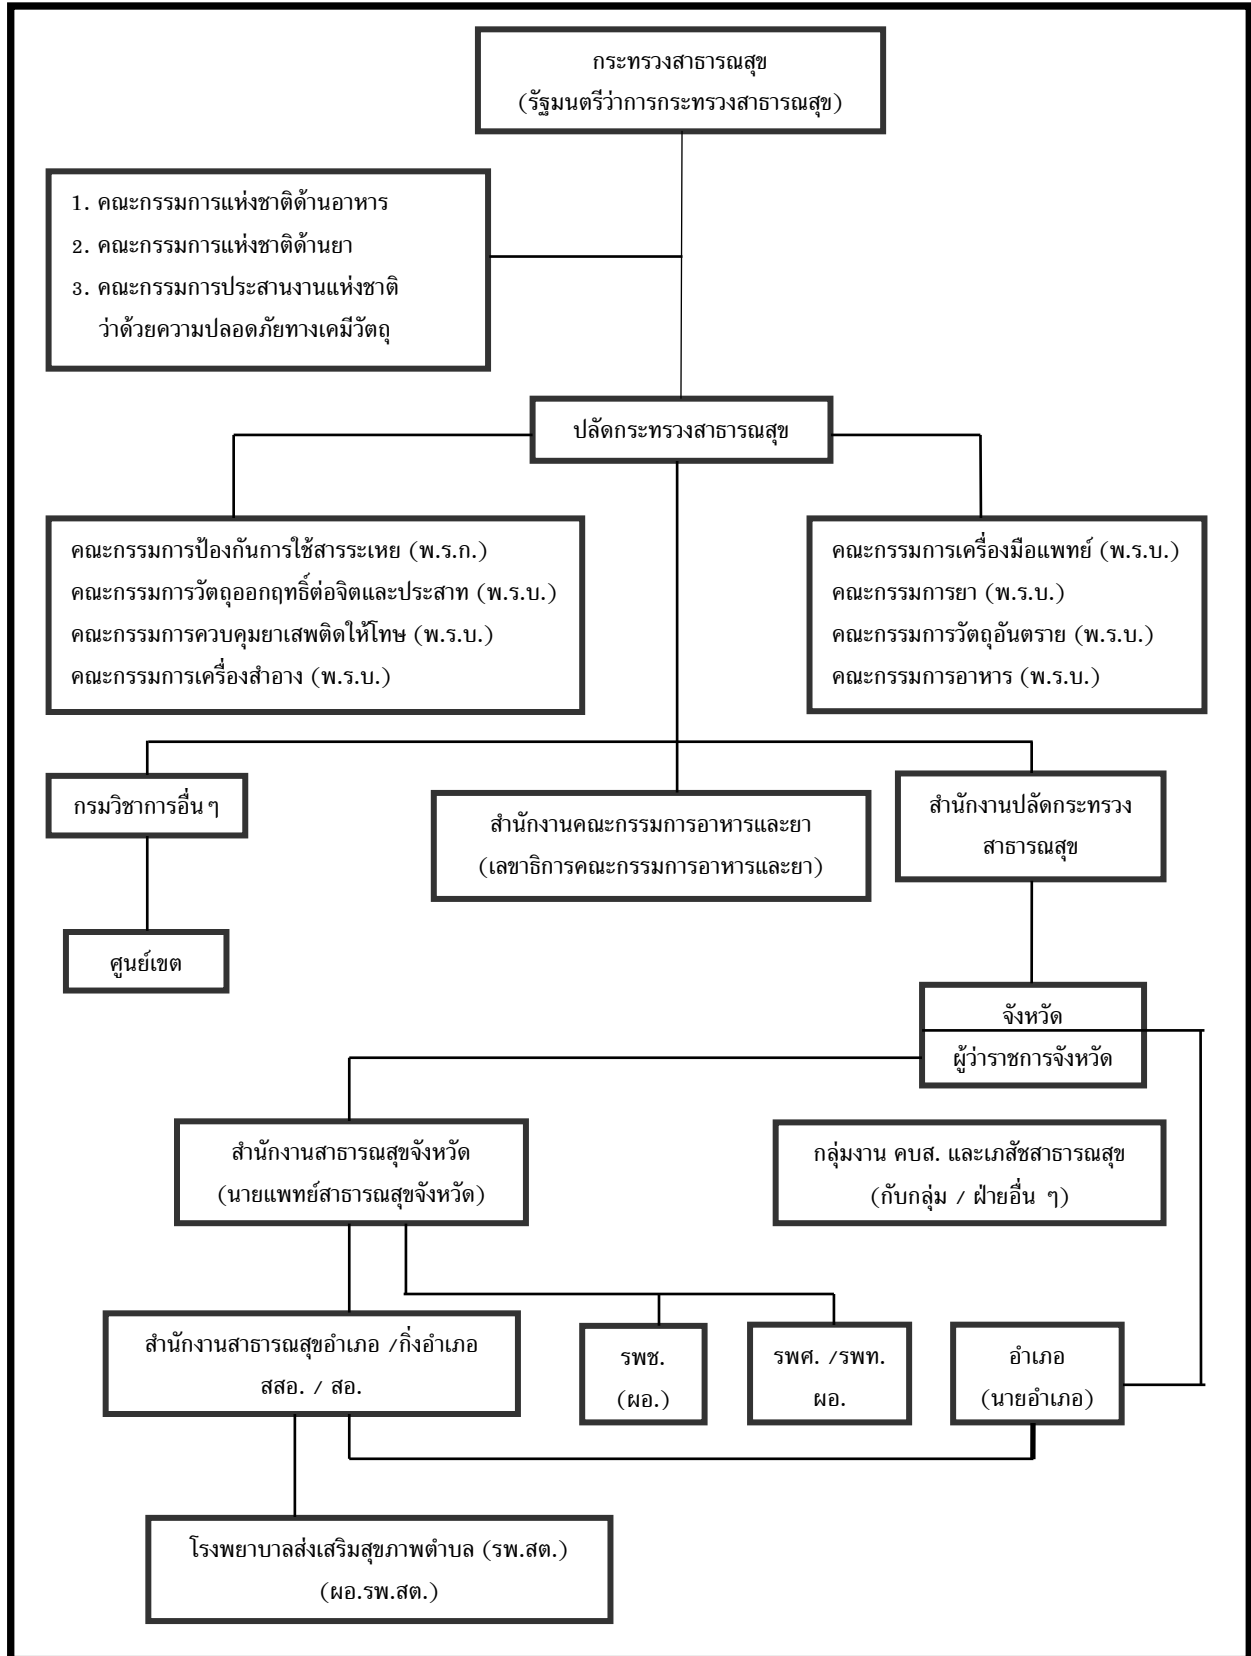 กระทรวงสาธารณสุข
(รัฐมนตรีว่าการกระทรวงสาธารณสุข)
1. คณะกรรมการแห่งชาติด้านอาหาร
2. คณะกรรมการแห่งชาติด้านยา
3. คณะกรรมการประสานงานแห่งชาติ
ว่าด้วยความปลอดภัยทางเคมีวัตถุ
ปลัดกระทรวงสาธารณสุข
คณะกรรมการป้องกันการใช้สารระเหย (พ.ร.ก.)
คณะกรรมการวัตถุออกฤทธิ์ต่อจิตและประสาท (พ.ร.บ.)
คณะกรรมการควบคุมยาเสพติดให้โทษ (พ.ร.บ.)
คณะกรรมการเครื่องสำอาง (พ.ร.บ.)
คณะกรรมการเครื่องมือแพทย์ (พ.ร.บ.)
คณะกรรมการยา (พ.ร.บ.)
คณะกรรมการวัตถุอันตราย (พ.ร.บ.)
คณะกรรมการอาหาร (พ.ร.บ.)
กรมวิชาการอื่น ๆ
สำนักงานคณะกรรมการอาหารและยา
(เลขาธิการคณะกรรมการอาหารและยา)
สำนักงานปลัดกระทรวง
สาธารณสุข
ศูนย์เขต
จังหวัด
ผู้ว่าราชการจังหวัด
สำนักงานสาธารณสุขจังหวัด
(นายแพทย์สาธารณสุขจังหวัด)
กลุ่มงาน คบส. และเภสัชสาธารณสุข
(กับกลุ่ม / ฝ่ายอื่น ๆ)
สำนักงานสาธารณสุขอำเภอ /กิ่งอำเภอ
สสอ. / สอ.
รพช.
(ผอ.)
รพศ. /รพท.
ผอ.
อำเภอ
(นายอำเภอ)
โรงพยาบาลส่งเสริมสุขภาพตำบล (รพ.สต.)
(ผอ.รพ.สต.)